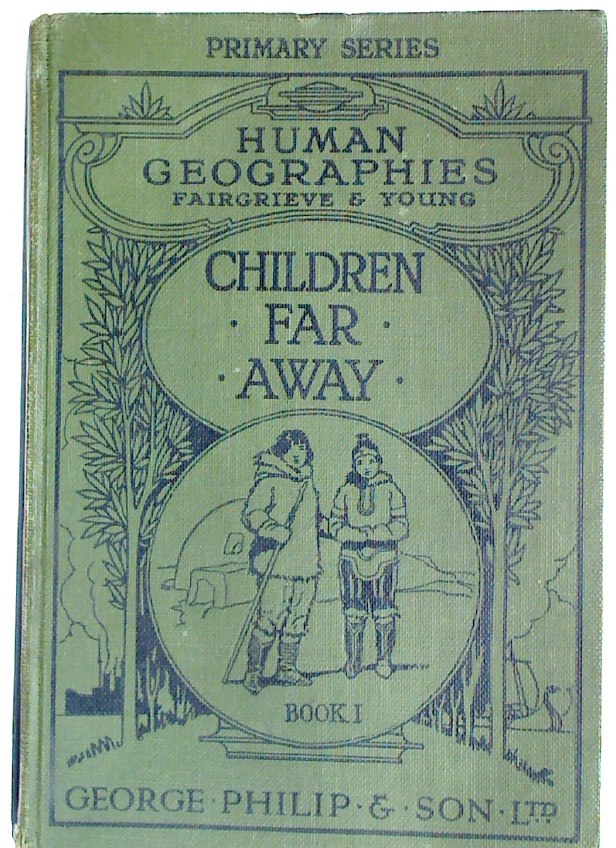 PRIMARY SERIES
HUMAN
GEOGRAPHIES
FAIRGRIEVE & YOUNG
CHILDREN
· FAR ·
· AWAY ·
BOOK. I
GEORGE · PHILIP · & · SON · LTD.